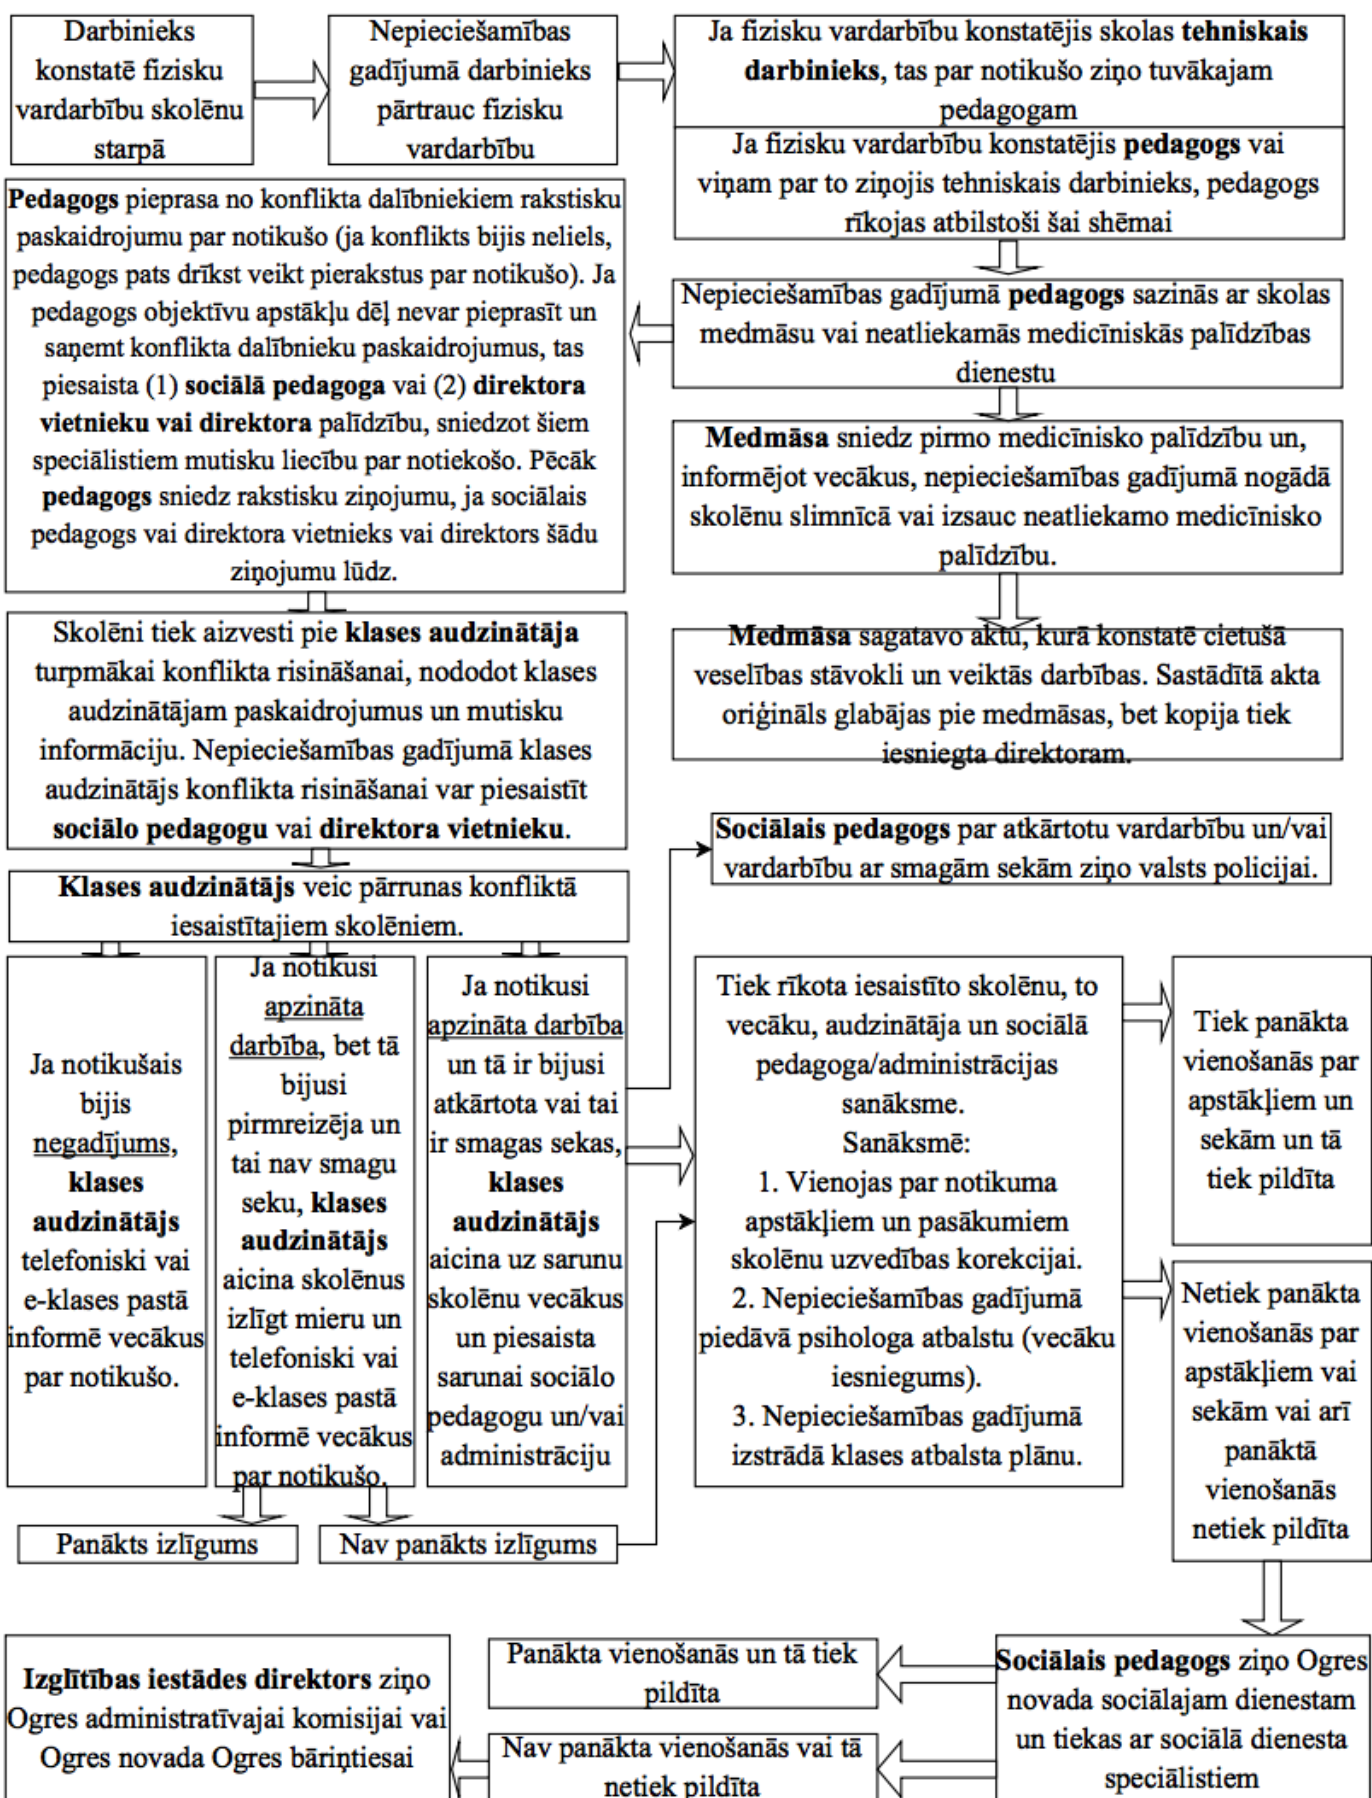 Darbinieks
konstatē fizisku
vardarbību skolēnu
starpā
Nepieciešamības
gadījumā darbinieks
pārtrauc fizisku
vardarbību
Ja fizisku vardarbību konstatējis skolas tehniskais
darbinieks, tas par notikušo ziņo tuvākajam
pedagogam
Ja fizisku vardarbību konstatējis pedagogs vai
viņam par to ziņojis tehniskais darbinieks, pedagogs
rīkojas atbilstoši šai shēmai
Nepieciešamības gadījumā pedagogs sazinās ar skolas
medmāsu vai neatliekamās medicīniskās palīdzības
dienestu
Medmāsa sniedz pirmo medicīnisko palīdzību un,
informējot vecākus, nepieciešamības gadījumā nogādā
skolēnu slimnīcā vai izsauc neatliekamo medicīnisko
palīdzību.
Medmāsa sagatavo aktu, kurā konstatē cietušā
veselības stāvokli un veiktās darbības. Sastādītā akta
oriģināls glabājas pie medmāsas, bet kopija tiek
iesniegta direktoram.
Pedagogs pieprasa no konflikta dalībniekiem rakstisku
paskaidrojumu par notikušo (ja konflikts bijis neliels,
pedagogs pats drīkst veikt pierakstus par notikušo). Ja
pedagogs objektīvu apstākļu dēļ nevar pieprasīt un
saņemt konflikta dalībnieku paskaidrojumus, tas
piesaista (1) sociālā pedagoga vai (2) direktora
vietnieku vai direktora palīdzību, sniedzot šiem
speciālistiem mutisku liecību par notiekošo. Pēcāk
pedagogs sniedz rakstisku ziņojumu, ja sociālais
pedagogs vai direktora vietnieks vai direktors šādu
ziņojumu lūdz.
Skolēni tiek aizvesti pie klases audzinātāja
turpmākai konflikta risināšanai, nododot klases
audzinātājam paskaidrojumus un mutisku
informāciju. Nepieciešamības gadījumā klases
audzinātājs konflikta risināšanai var piesaistīt
sociālo pedagogu vai direktora vietnieku.
Klases audzinātājs veic pārrunas konfliktā
iesaistītajiem skolēniem.
Sociālais pedagogs par atkārtotu vardarbību un/vai
vardarbību ar smagām sekām ziņo valsts policijai.
Ja notikušais
bijis
negadījums,
klases
audzinātājs
telefoniski vai
e-klases pastā
informē vecākus
par notikušo.
Ja notikusi
apzināta
darbība, bet tā
bijusi
pirmreizēja un
tai nav smagu
seku, klases
audzinātājs
aicina skolēnus
izlīgt mieru un
telefoniski vai
e-klases pastā
informē vecākus
par notikušo.
Ja notikusi
apzināta darbība
un tā ir bijusi
atkārtota vai tai
ir smagas sekas,
klases
audzinātājs
aicina uz sarunu
skolēnu vecākus
un piesaista
sarunai sociālo
pedagogu un/vai
administrāciju
Tiek rīkota iesaistīto skolēnu, to
vecāku, audzinātāja un sociālā
pedagoga/administrācijas
sanāksme.
Sanāksmē:
1. Vienojas par notikuma
apstākļiem un pasākumiem
skolēnu uzvedības korekcijai.
2. Nepieciešamības gadījumā
piedāvā psihologa atbalstu (vecāku
iesniegums).
3. Nepieciešamības gadījumā
izstrādā klases atbalsta plānu.
Tiek panākta
vienošanās par
apstākļiem un
sekām un tā
tiek pildīta
Netiek panākta
vienošanās par
apstākļiem vai
sekām vai arī
panāktā
vienošanās
netiek pildīta
Panākts izlīgums
Nav panākts izlīgums
Sociālais pedagogs ziņo Ogres
novada sociālajam dienestam
un tiekas ar sociālā dienesta
speciālistiem
Panākta vienošanās un tā tiek
pildīta
Nav panākta vienošanās vai tā
netiek pildīta
Izglītības iestādes direktors ziņo
Ogres administratīvajai komisijai vai
Ogres novada Ogres bāriņtiesai